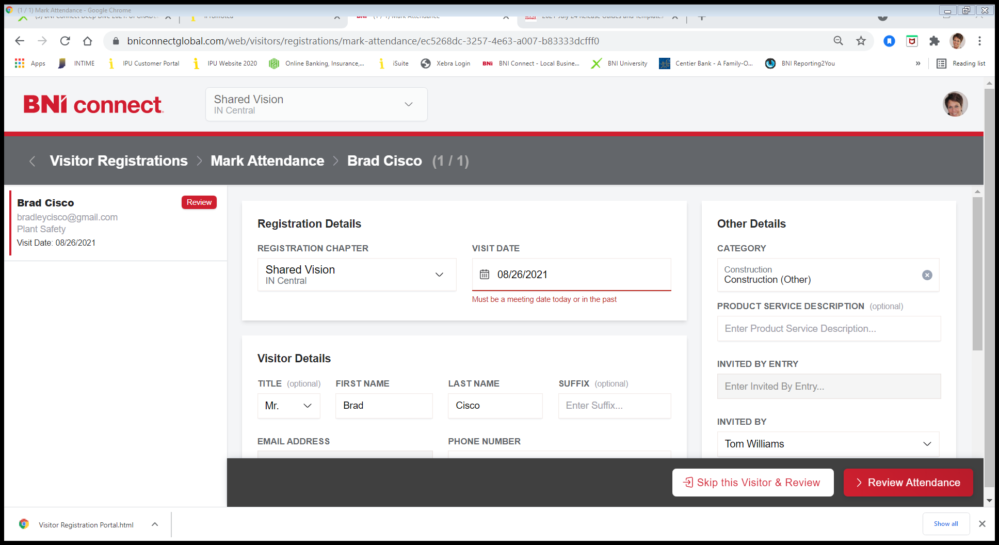 (1 / 1) Mark Attendance - Google Chrome
(1 / 1) Mark Attendance
2021 July 24 Release Guides and Templates
bniconnectglobal.com/web/visitors/registrations/mark-attendance/ec5268dc-3257-4e63-a007-b83333dcfff0
Apps INTIME IPU Customer Portal IPU Website 2020 Online Banking, Insurance,... iSuite Xebra Login BNI BNI Connect - Local Busine... BNI University Centier Bank - A Family-O... BNI Reporting2You » Reading list
BNI connect
Shared Vision
IN Central
Visitor Registrations Mark Attendance Brad Cisco (1 / 1)
Brad Cisco
Review
bradleycisco@gmail.com
Plant Safety
Visit Date: 08/26/2021
Registration Details
REGISTRATION CHAPTER
Shared Vision
IN Central
VISIT DATE
08/26/2021
Must be a meeting date today or in the past
Visitor Details
TITLE (optional)
Mr.
FIRST NAME
Brad
LAST NAME
Cisco
SUFFIX (optional)
Enter Suffix...
EMAIL ADDRESS
PHONE NUMBER
Other Details
CATEGORY
Construction
Construction (Other)
PRODUCT SERVICE DESCRIPTION (optional)
Enter Product Service Description...
INVITED BY ENTRY
Enter Invited By Entry...
INVITED BY
Tom Williams
Skip this Visitor & Review
Review Attendance
Visitor Registration Portal.html
Show all